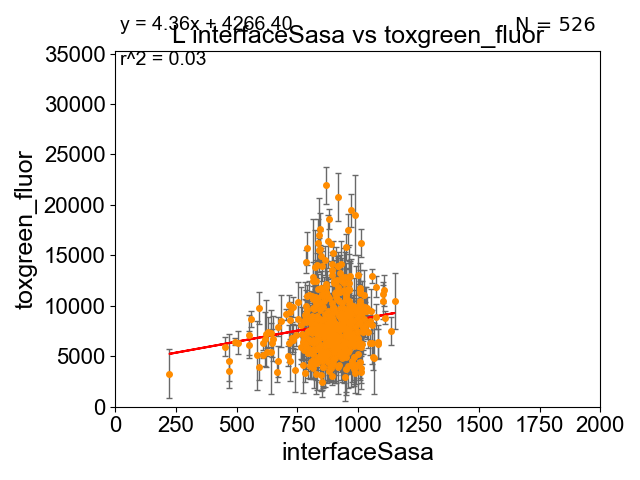 y = 4.36x + 4266.40
N = 526
L interfaceSasa vs toxgreen_fluor
r^2 = 0.03
35000
30000
25000
20000
15000
10000
5000
0
toxgreen_fluor
0 250 500 750 1000 1250 1500 1750 2000
interfaceSasa